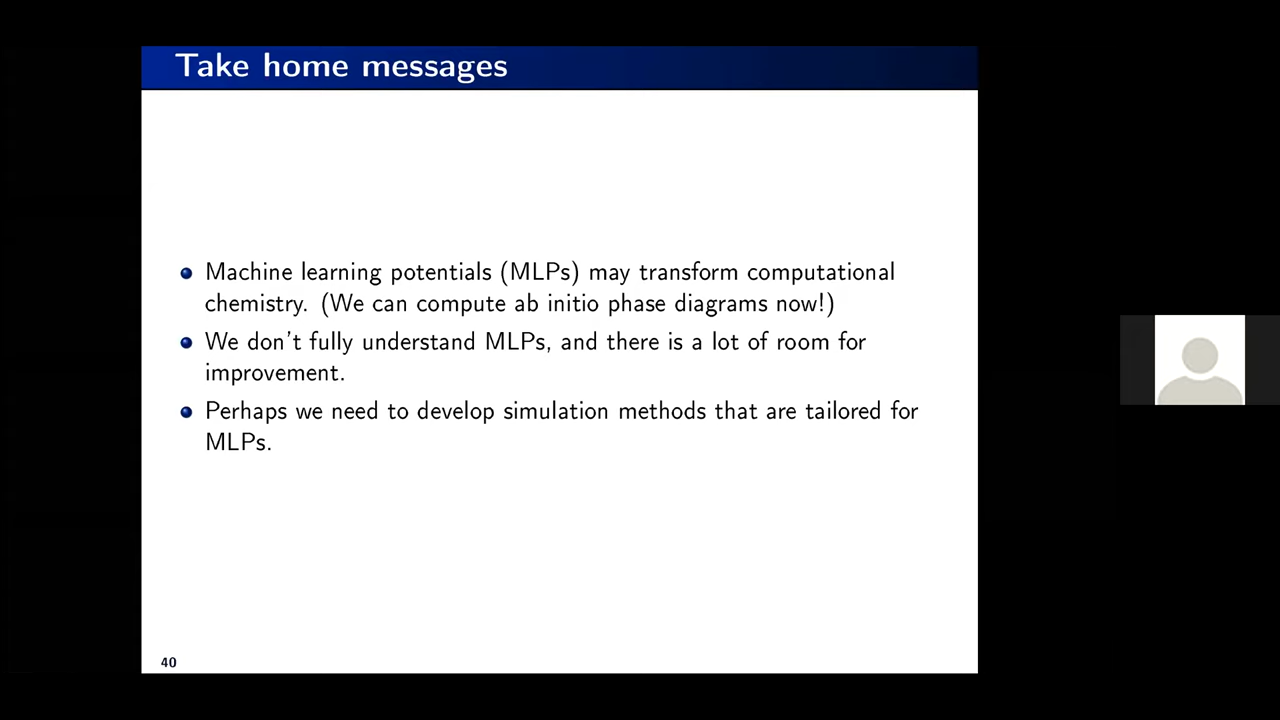 Take home messages
Machine learning potentials (MLPs) may transform computational
chemistry. (We can compute ab initio phase diagrams now!)
We don't fully understand MLPs, and there is a lot of room for
improvement.
Perhaps we need to develop simulation methods that are tailored for
MLPs.
40